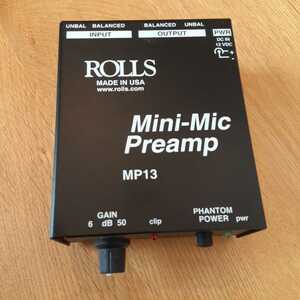 UNBAL BALANCED BALANCED UNBAL
INPUT OUTPUT PWR
DC IN
12 VDC
ROLLS
MADE IN USA
www.rolls.com
Mini-Mic
Preamp
MP13
GAIN PHANTOM
6 dB 50 clip POWER pwr